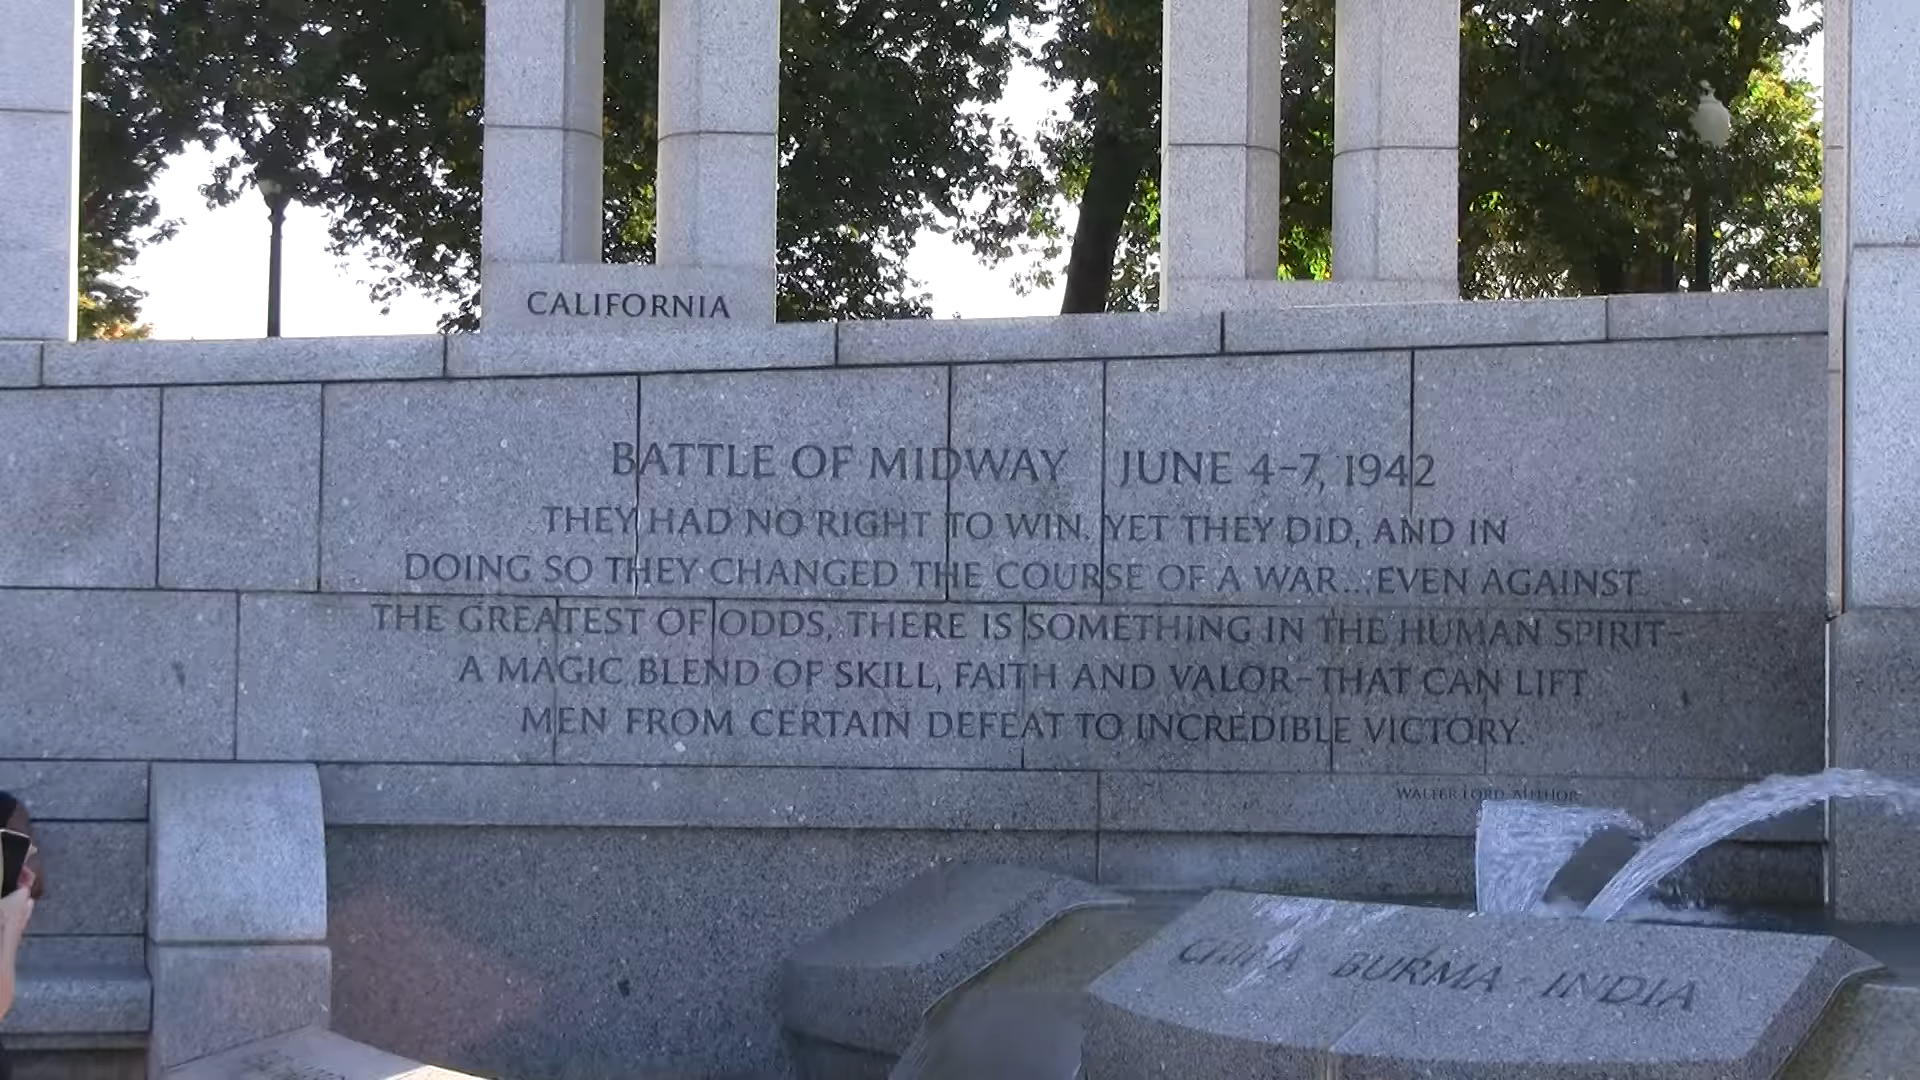 CALIFORNIA
BATTLE OF MIDWAY JUNE 4-7, 1942
THEY HAD NO RIGHT TO WIN. YET THEY DID, AND IN
DOING SO THEY CHANGED THE COURSE OF A WAR...EVEN AGAINST
THE GREATEST OF ODDS, THERE IS SOMETHING IN THE HUMAN SPIRIT-
A MAGIC BLEND OF SKILL, FAITH AND VALOR-THAT CAN LIFT
MEN FROM CERTAIN DEFEAT TO INCREDIBLE VICTORY.
WALTER LORD, AUTHOR
CHINA · BURMA · INDIA